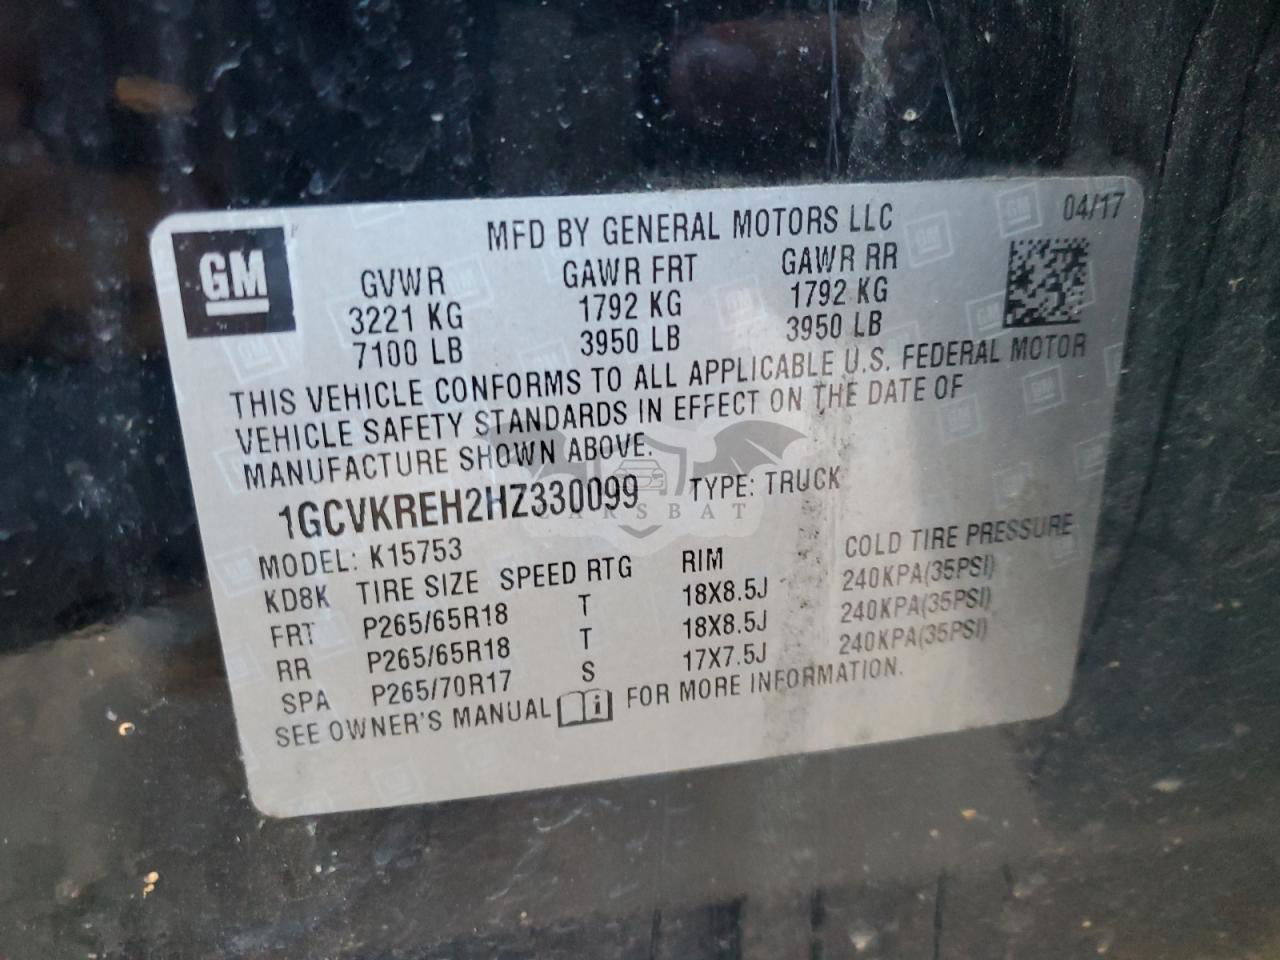 GM
04/17
MFD BY GENERAL MOTORS LLC
GVWR GAWR FRT GAWR RR
3221 KG 1792 KG 1792 KG
7100 LB 3950 LB 3950 LB
THIS VEHICLE CONFORMS TO ALL APPLICABLE U.S. FEDERAL MOTOR
VEHICLE SAFETY STANDARDS IN EFFECT ON THE DATE OF
MANUFACTURE SHOWN ABOVE.
1GCVKREH2HZ330099 TYPE: TRUCK
CARSBAT
MODEL: K15753
KD8K TIRE SIZE SPEED RTG RIM COLD TIRE PRESSURE
FRT P265/65R18 T 18X8.5J 240KPA(35PSI)
RR P265/65R18 T 18X8.5J 240KPA(35PSI)
SPA P265/70R17 S 17X7.5J 240KPA(35PSI)
SEE OWNER'S MANUAL i FOR MORE INFORMATION.